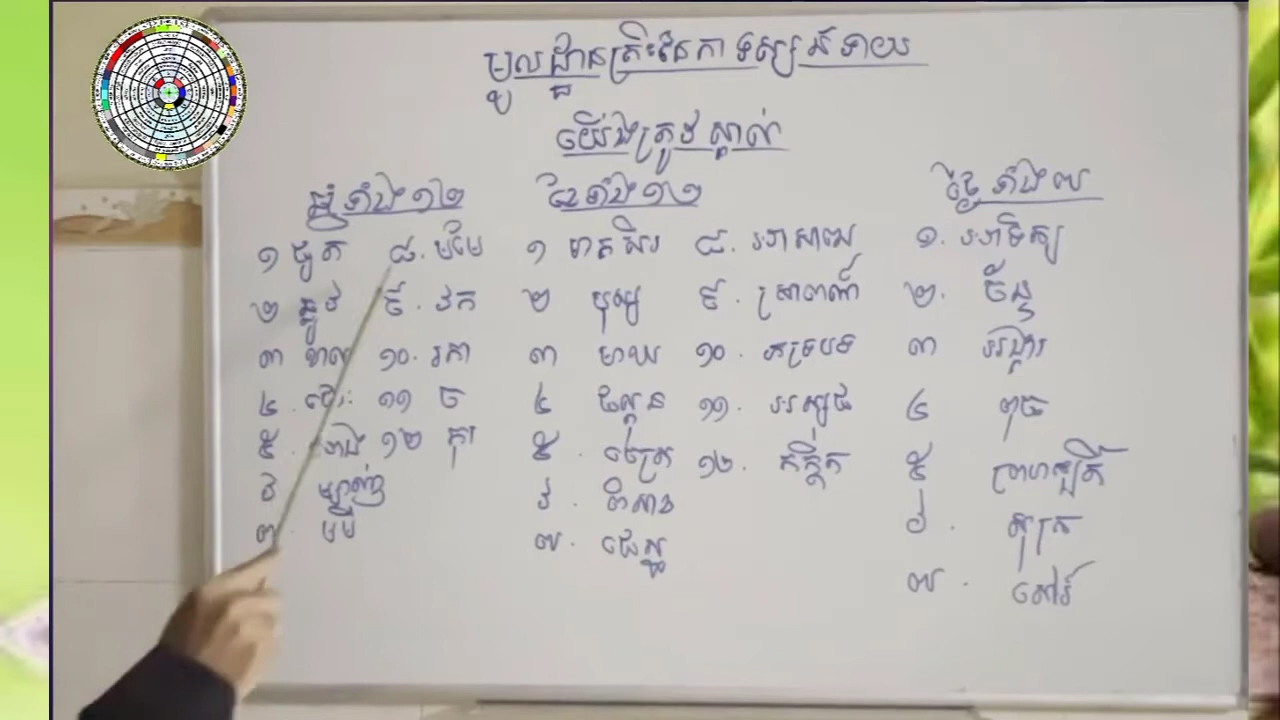 មូលដ្ឋានគ្រឹះនៃការទស្សន៍ទាយ
យើងត្រូវស្គាល់
ឆ្នាំទាំង១២
១ ជូត
២ ឆ្លូវ
៣ ខាល
៤ ថោះ
៥ រោង
៦ ម្សាញ់
៧ មមី
៨ មមែ
៩ វក
១០ រកា
១១ ច
១២ កុរ
ខែទាំង១២
១ មាគសិរ
២ បុស្ស
៣ មាឃ
៤ ផល្គុន
៥ ចេត្រ
៦ ពិសាខ
៧ ជេស្ឋ
៨ អាសាឍ
៩ ស្រាពណ៍
១០ ភទ្របទ
១១ អស្សុជ
១២ កត្តិក
ថ្ងៃទាំង៧
១ អាទិត្យ
២ ច័ន្ទ
៣ អង្គារ
៤ ពុធ
៥ ព្រហស្បតិ៍
៦ សុក្រ
៧ សៅរ៍